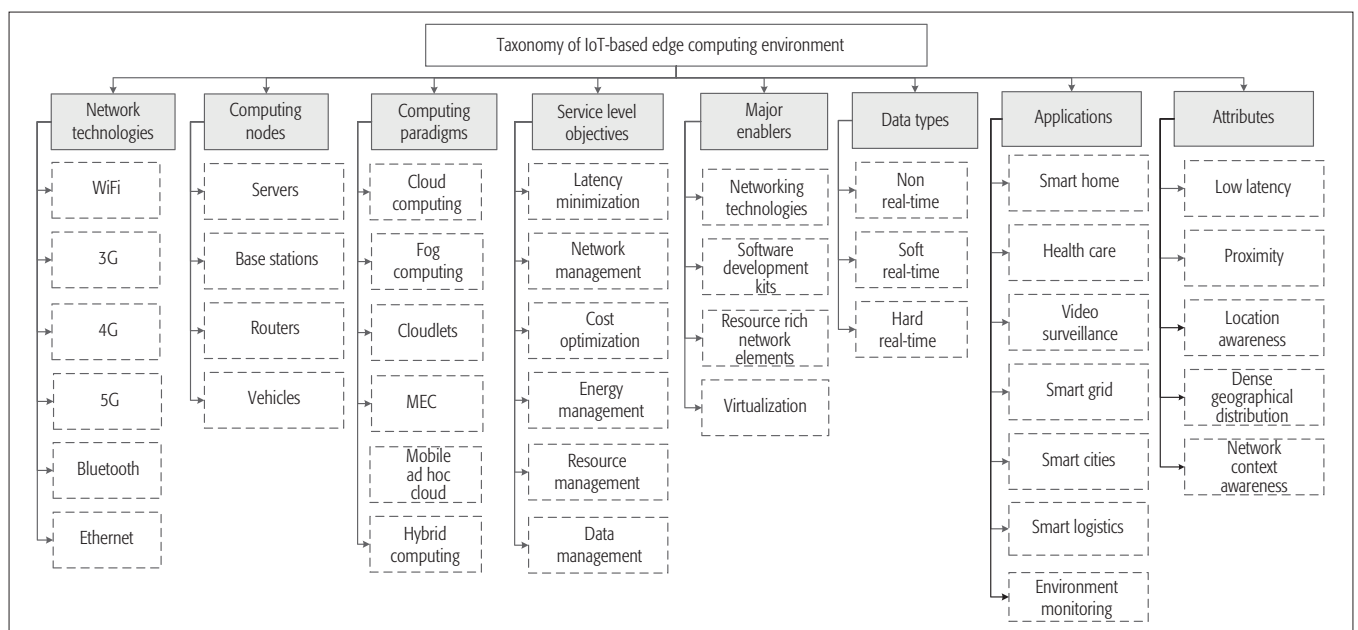 Taxonomy of IoT-based edge computing environment
Network
technologies
WiFi
3G
4G
5G
Bluetooth
Ethernet
Computing
nodes
Servers
Base stations
Routers
Vehicles
Computing
paradigms
Cloud
computing
Fog
computing
Cloudlets
MEC
Mobile
ad hoc
cloud
Hybrid
computing
Service level
objectives
Latency
minimization
Network
management
Cost
optimization
Energy
management
Resource
management
Data
management
Major
enablers
Networking
technologies
Software
development
kits
Resource rich
network
elements
Virtualization
Data types
Non
real-time
Soft
real-time
Hard
real-time
Applications
Smart home
Health care
Video
surveillance
Smart grid
Smart cities
Smart logistics
Environment
monitoring
Attributes
Low latency
Proximity
Location
awareness
Dense
geographical
distribution
Network
context
awareness